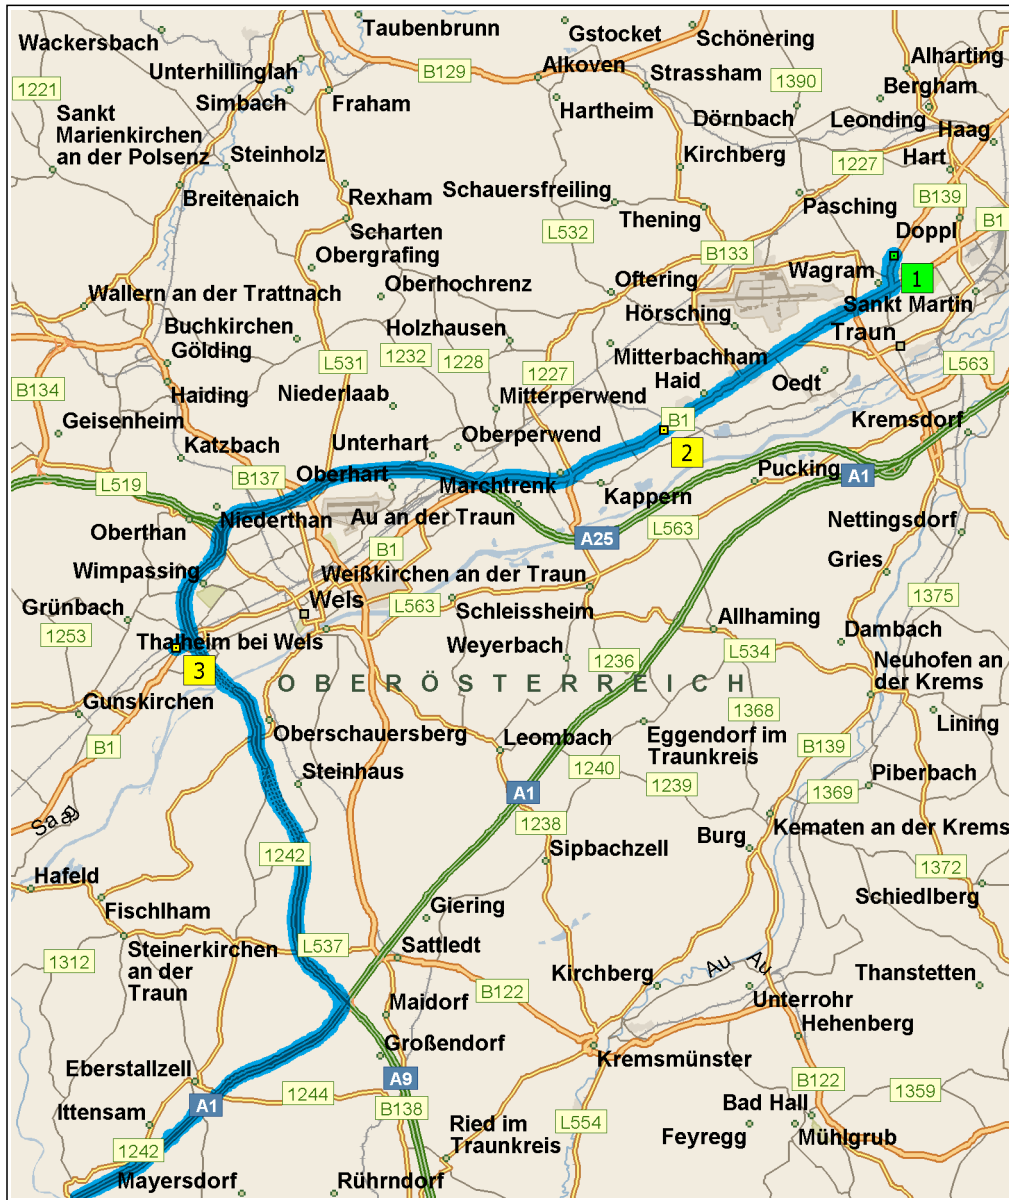 Taubenbrunn
Gstocket
Schönering
Wackersbach
Alharting
Unterhillinglah
B129
Alkoven
Strassham
1390
Bergham
1221
Simbach
Fraham
Hartheim
Dörnbach
Leonding
Haag
Sankt
Marienkirchen
an der Polsenz
Steinholz
Kirchberg
1227
Hart
Breitenaich
Rexham
Schauersfreiling
Thening
Pasching
B139
B1
Scharten
L532
Doppl
Obergrafing
B133
Wagram
1
Oberhochrenz
Oftering
Wallern an der Trattnach
Hörsching
Sankt Martin
Buchkirchen
Holzhausen
Traun
Gölding
L531
1232
1228
Mitterbachham
L563
B134
Haiding
Niederlaab
1227
Haid
Oedt
Mitterperwend
Geisenheim
B1
Kremsdorf
Katzbach
Unterhart
Oberperwend
2
B137
Oberhart
Pucking
A1
L519
Marchtrenk
Kappern
Oberthan
Niederthan
Au an der Traun
L563
Nettingsdorf
A25
B1
Wimpassing
Weißkirchen an der Traun
Gries
Grünbach
Wels
L563
Schleissheim
1375
Allhaming
1253
Thalheim bei Wels
Weyerbach
Dambach
3
1236
L534
Neuhofen an
der Krems
OBERÖSTERREICH
Gunskirchen
1368
Lining
B1
Oberschauersberg
Leombach
Eggendorf im
Traunkreis
B139
Steinhaus
1240
1239
Piberbach
A1
1369
Saag
1238
Burg
Kematen an der Krems
1242
Sipbachzell
Hafeld
1372
Schiedlberg
Fischlham
Giering
Steinerkirchen
an der
Traun
L537
Sattledt
1312
Kirchberg
Au
Au
Thanstetten
Maidorf
B122
Unterrohr
Hehenberg
Großendorf
Kremsmünster
Eberstallzell
A9
B122
1359
A1
1244
Ittensam
B138
Bad Hall
1242
Ried im
Traunkreis
L554
Feyregg
Mühlgrub
Mayersdorf
Rührndorf